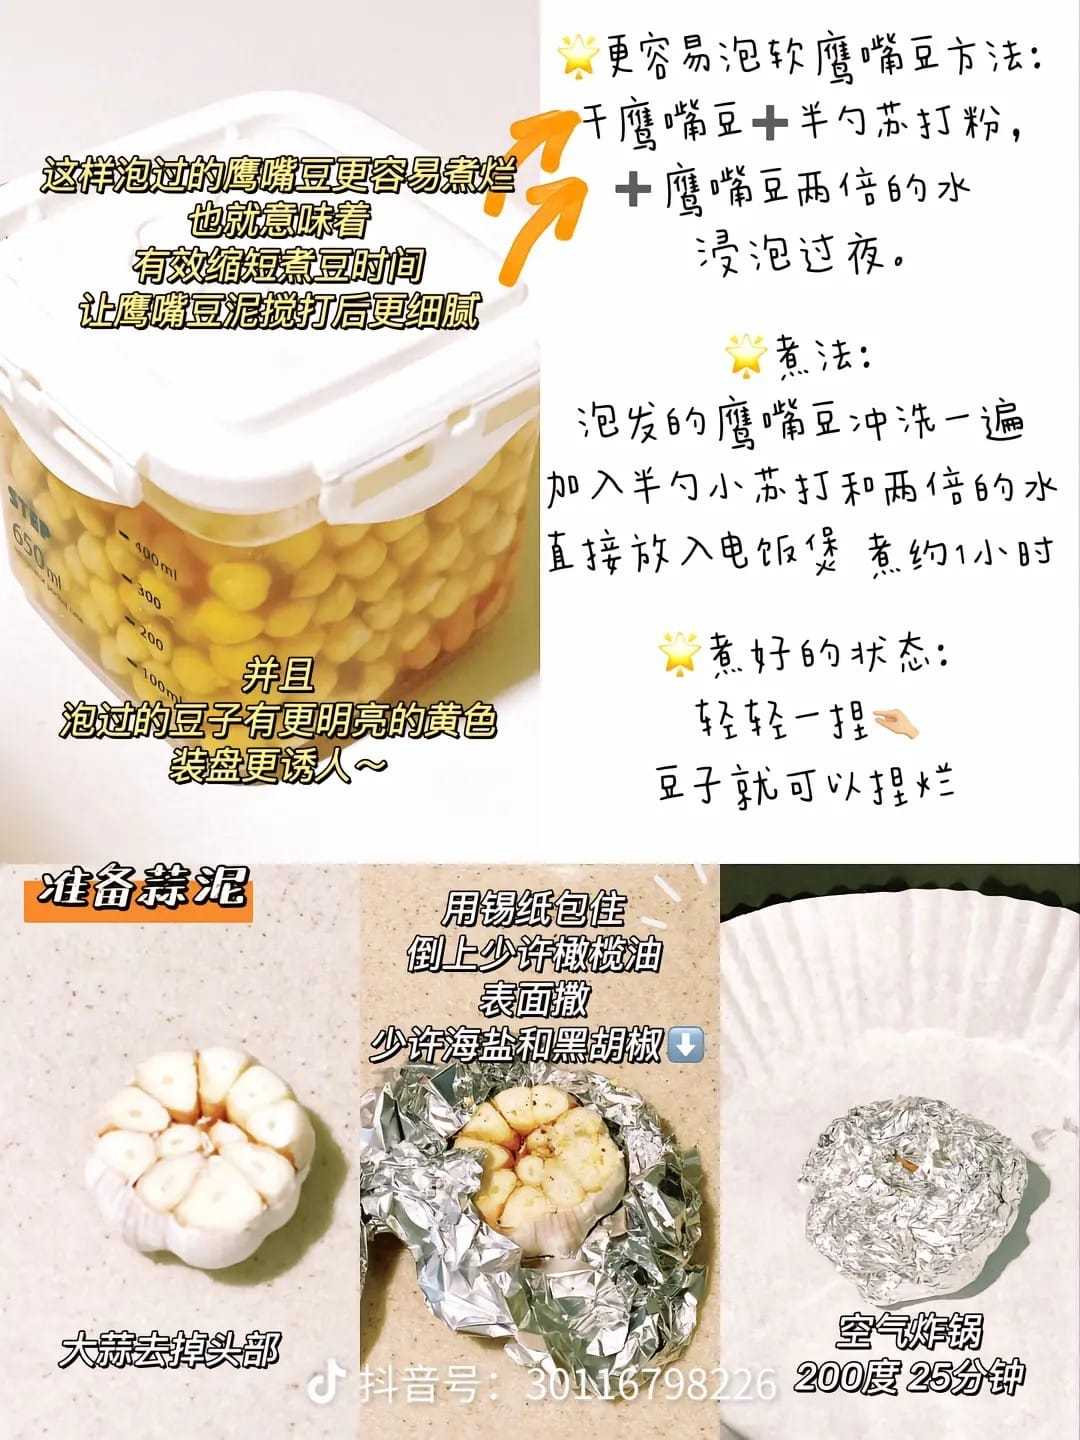 这样泡过的鹰嘴豆更容易煮烂
也就意味着
有效缩短煮豆时间
让鹰嘴豆泥搅打后更细腻
STEP
650ml
400ml
300
200
100ml
并且
泡过的豆子有更明亮的黄色
装盘更诱人～
🌟更容易泡软鹰嘴豆方法:
干鹰嘴豆➕半勺苏打粉,
➕鹰嘴豆两倍的水
浸泡过夜。
🌟煮法:
泡发的鹰嘴豆冲洗一遍
加入半勺小苏打和两倍的水
直接放入电饭煲 煮约1小时
🌟煮好的状态:
轻轻一捏🤏🏻
豆子就可以捏烂
准备蒜泥
大蒜去掉头部
用锡纸包住
倒上少许橄榄油
表面撒
少许海盐和黑胡椒⬇️
空气炸锅
200度 25分钟
抖音号：30116798226